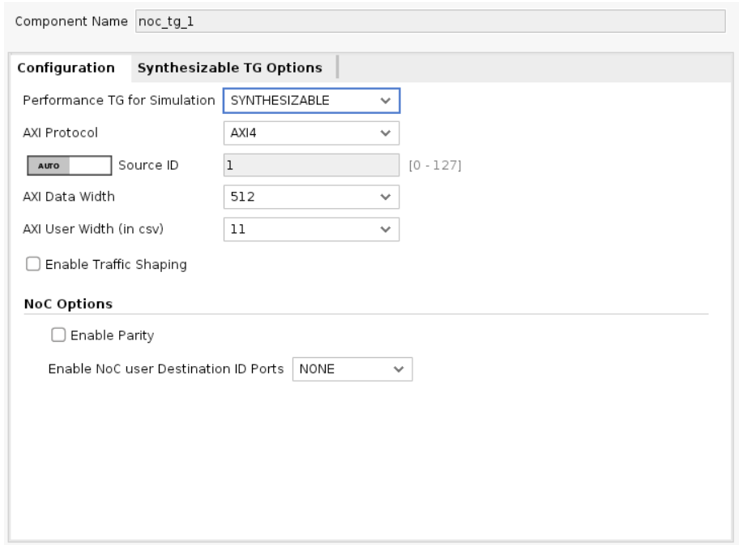 Component Name noc_tg_1
Configuration Synthesizable TG Options
Performance TG for Simulation SYNTHESIZABLE
AXI Protocol AXI4
AUTO Source ID 1 [0 - 127]
AXI Data Width 512
AXI User Width (in csv) 11
Enable Traffic Shaping
NoC Options
Enable Parity
Enable NoC user Destination ID Ports NONE